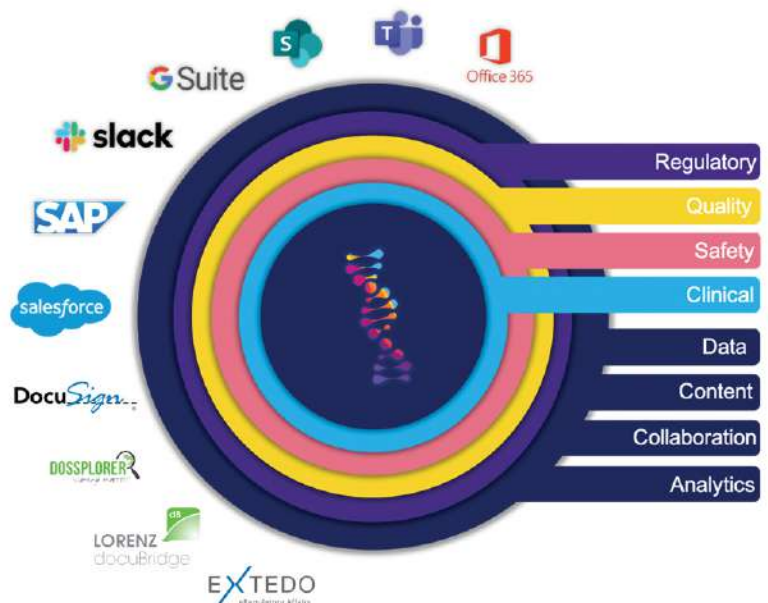 S
T
Office 365
G Suite
slack
SAP
salesforce
DocuSign
DOSSPLORER
d8
LORENZ
docuBridge
EXTEDO
Regulatory
Quality
Safety
Clinical
Data
Content
Collaboration
Analytics